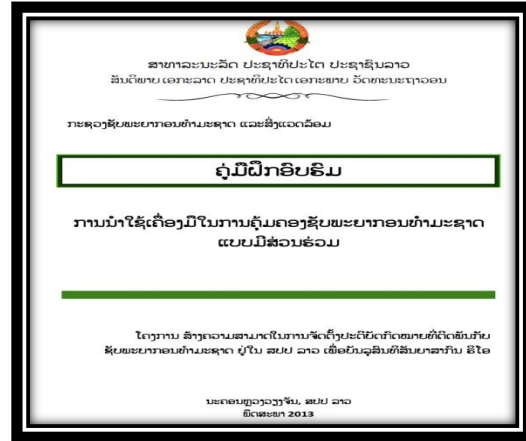 ສາທາລະນະລັດ ປະຊາທິປະໄຕ ປະຊາຊົນລາວ
ສັນຕິພາບ ເອກະລາດ ປະຊາທິປະໄຕ ເອກະພາບ ວັດທະນະຖາວອນ
ກະຊວງຊັບພະຍາກອນທຳມະຊາດ ແລະສິ່ງແວດລ້ອມ
ຄູ່ມືຝຶກອົບຮົມ
ການນຳໃຊ້ເຄື່ອງມືໃນການຄຸ້ມຄອງຊັບພະຍາກອນທຳມະຊາດ
ແບບມີສ່ວນຮ່ວມ
ໂຄງການ ສ້າງຄວາມສາມາດໃນການຈັດຕັ້ງປະຕິບັດກົດໝາຍທີ່ຕິດພັນກັບ
ຊັບພະຍາກອນທຳມະຊາດ ຢູ່ໃນ ສປປ ລາວ ເພື່ອບັນລຸສົນທິສັນຍາສາກົນ ຣິໂອ
ນະຄອນຫຼວງວຽງຈັນ, ສປປ ລາວ
ພຶດສະພາ 2013